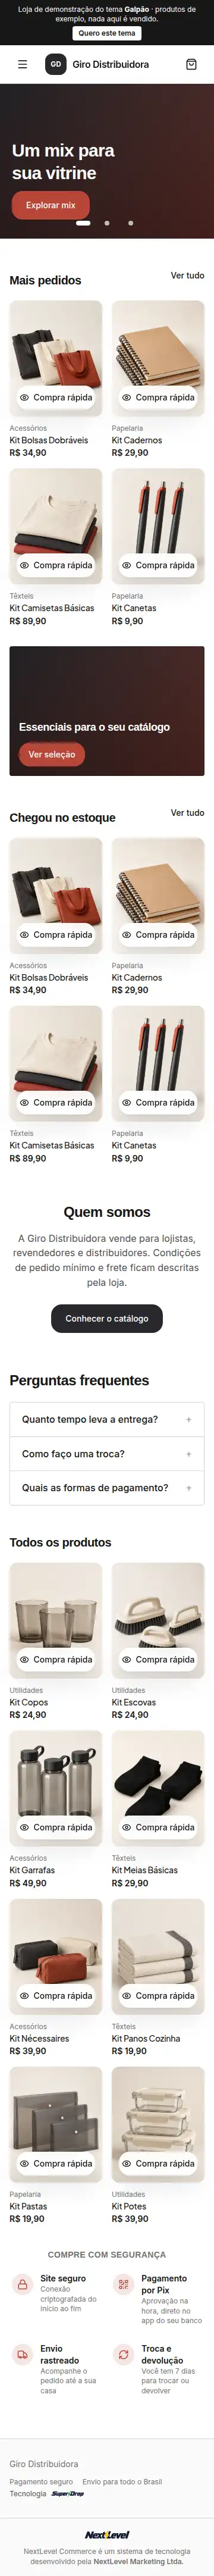 Loja de demonstração do tema Galpão · produtos de
exemplo, nada aqui é vendido.
Quero este tema
GD
Giro Distribuidora
Um mix para
sua vitrine
Explorar mix
Mais pedidos
Ver tudo
Compra rápida
Compra rápida
Acessórios
Papelaria
Kit Bolsas Dobráveis
Kit Cadernos
R$ 34,90
R$ 29,90
Compra rápida
Compra rápida
Têxteis
Papelaria
Kit Camisetas Básicas
Kit Canetas
R$ 89,90
R$ 9,90
Essenciais para o seu catálogo
Ver seleção
Chegou no estoque
Ver tudo
Compra rápida
Compra rápida
Acessórios
Papelaria
Kit Bolsas Dobráveis
Kit Cadernos
R$ 34,90
R$ 29,90
Compra rápida
Compra rápida
Têxteis
Papelaria
Kit Camisetas Básicas
Kit Canetas
R$ 89,90
R$ 9,90
Quem somos
A Giro Distribuidora vende para lojistas,
revendedores e distribuidores. Condições
de pedido mínimo e frete ficam descritas
pela loja.
Conhecer o catálogo
Perguntas frequentes
Quanto tempo leva a entrega? +
Como faço uma troca? +
Quais as formas de pagamento? +
Todos os produtos
Compra rápida
Compra rápida
Utilidades
Utilidades
Kit Copos
Kit Escovas
R$ 24,90
R$ 24,90
Compra rápida
Compra rápida
Acessórios
Têxteis
Kit Garrafas
Kit Meias Básicas
R$ 49,90
R$ 29,90
Compra rápida
Compra rápida
Acessórios
Têxteis
Kit Nécessaires
Kit Panos Cozinha
R$ 39,90
R$ 19,90
Compra rápida
Compra rápida
Papelaria
Utilidades
Kit Pastas
Kit Potes
R$ 19,90
R$ 39,90
COMPRE COM SEGURANÇA
Site seguro
Conexão
criptografada do
início ao fim
Pagamento
por Pix
Aprovação na
hora, direto no
app do seu banco
Envio
rastreado
Acompanhe o
pedido até a sua
casa
Troca e
devolução
Você tem 7 dias
para trocar ou
devolver
Giro Distribuidora
Pagamento seguro
Envio para todo o Brasil
Tecnologia SuperDrop
NextLevel
NextLevel Commerce é um sistema de tecnologia
desenvolvido pela NextLevel Marketing Ltda.